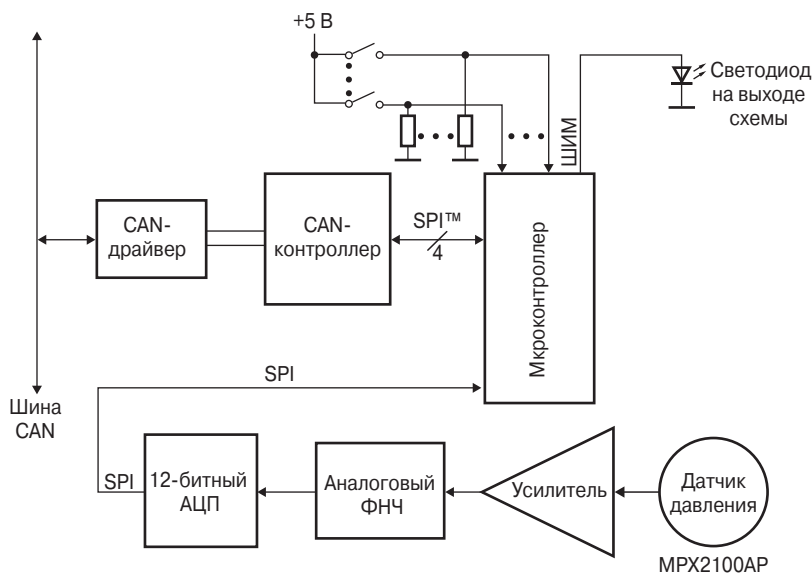 +5 В
Светодиод
на выходе
схемы
ШИМ
CAN-
драйвер
CAN-
контроллер
SPI™
4
Мкроконтроллер
SPI
Шина
CAN
SPI
12-битный
АЦП
Аналоговый
ФНЧ
Усилитель
Датчик
давления
MPX2100AP